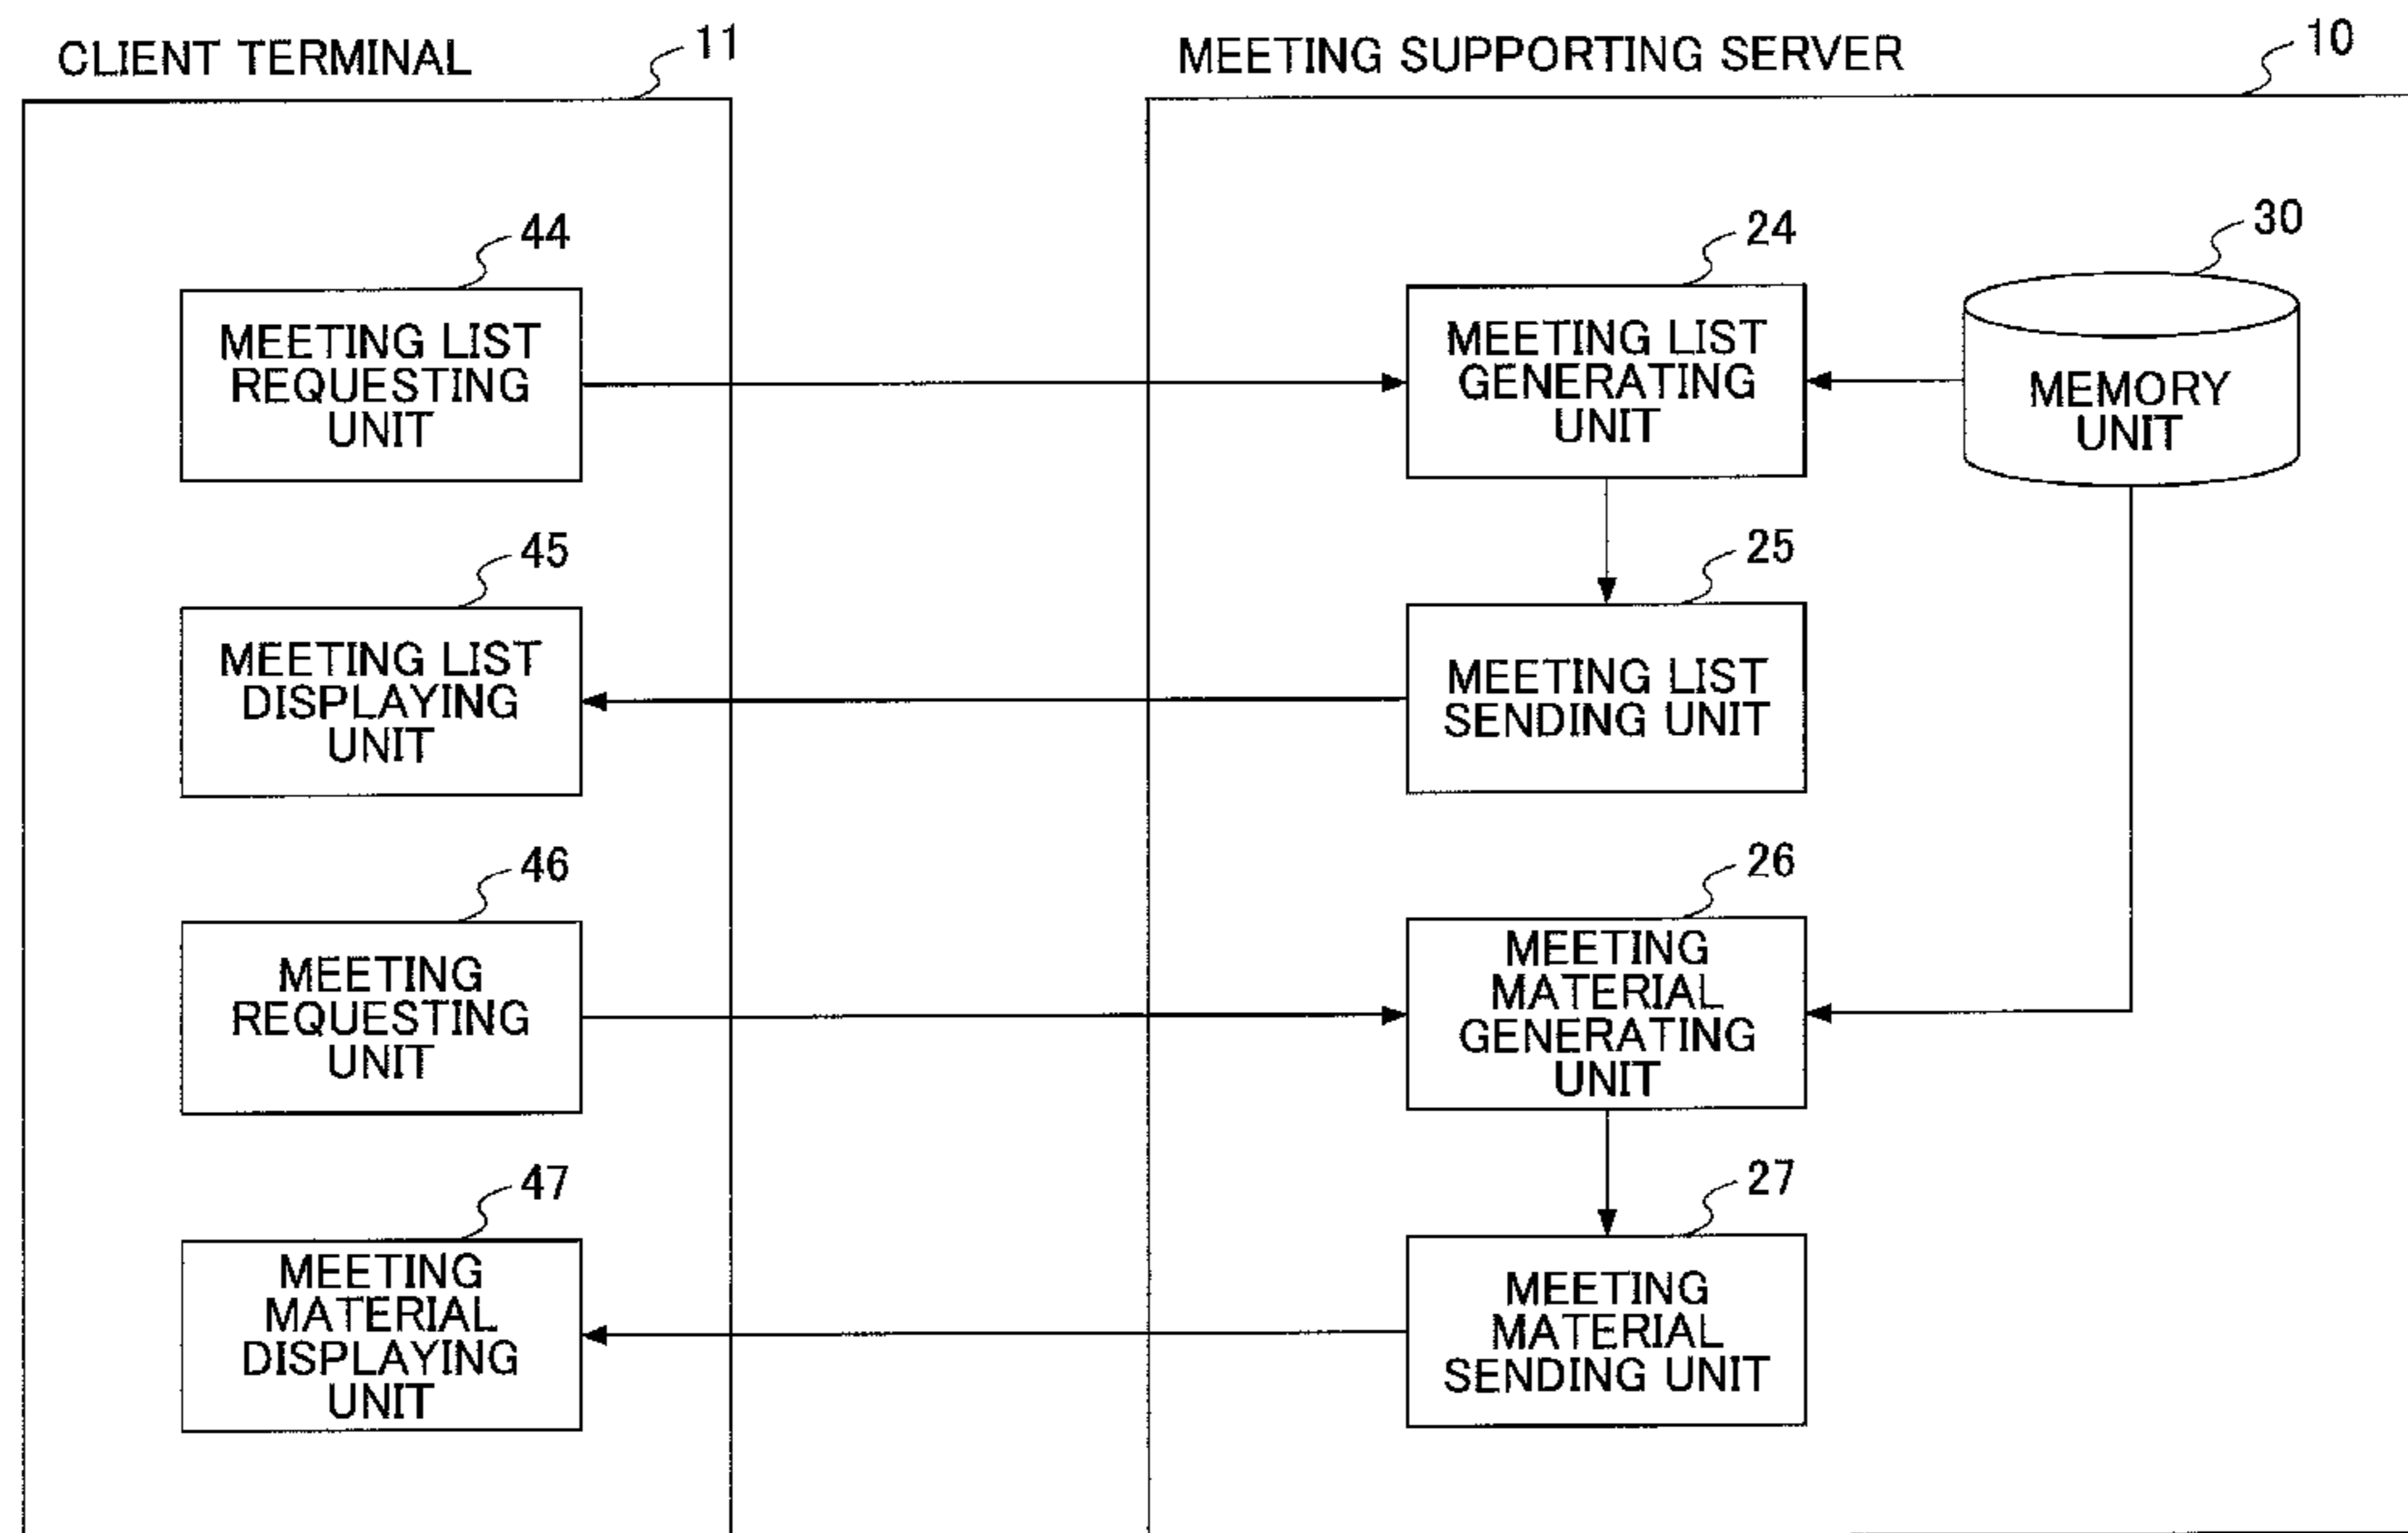 CLIENT TERMINAL
11
MEETING SUPPORTING SERVER
10
44
MEETING LIST
REQUESTING
UNIT
24
MEETING LIST
GENERATING
UNIT
30
MEMORY
UNIT
45
MEETING LIST
DISPLAYING
UNIT
25
MEETING LIST
SENDING UNIT
46
MEETING
REQUESTING
UNIT
26
MEETING
MATERIAL
GENERATING
UNIT
47
MEETING
MATERIAL
DISPLAYING
UNIT
27
MEETING
MATERIAL
SENDING UNIT